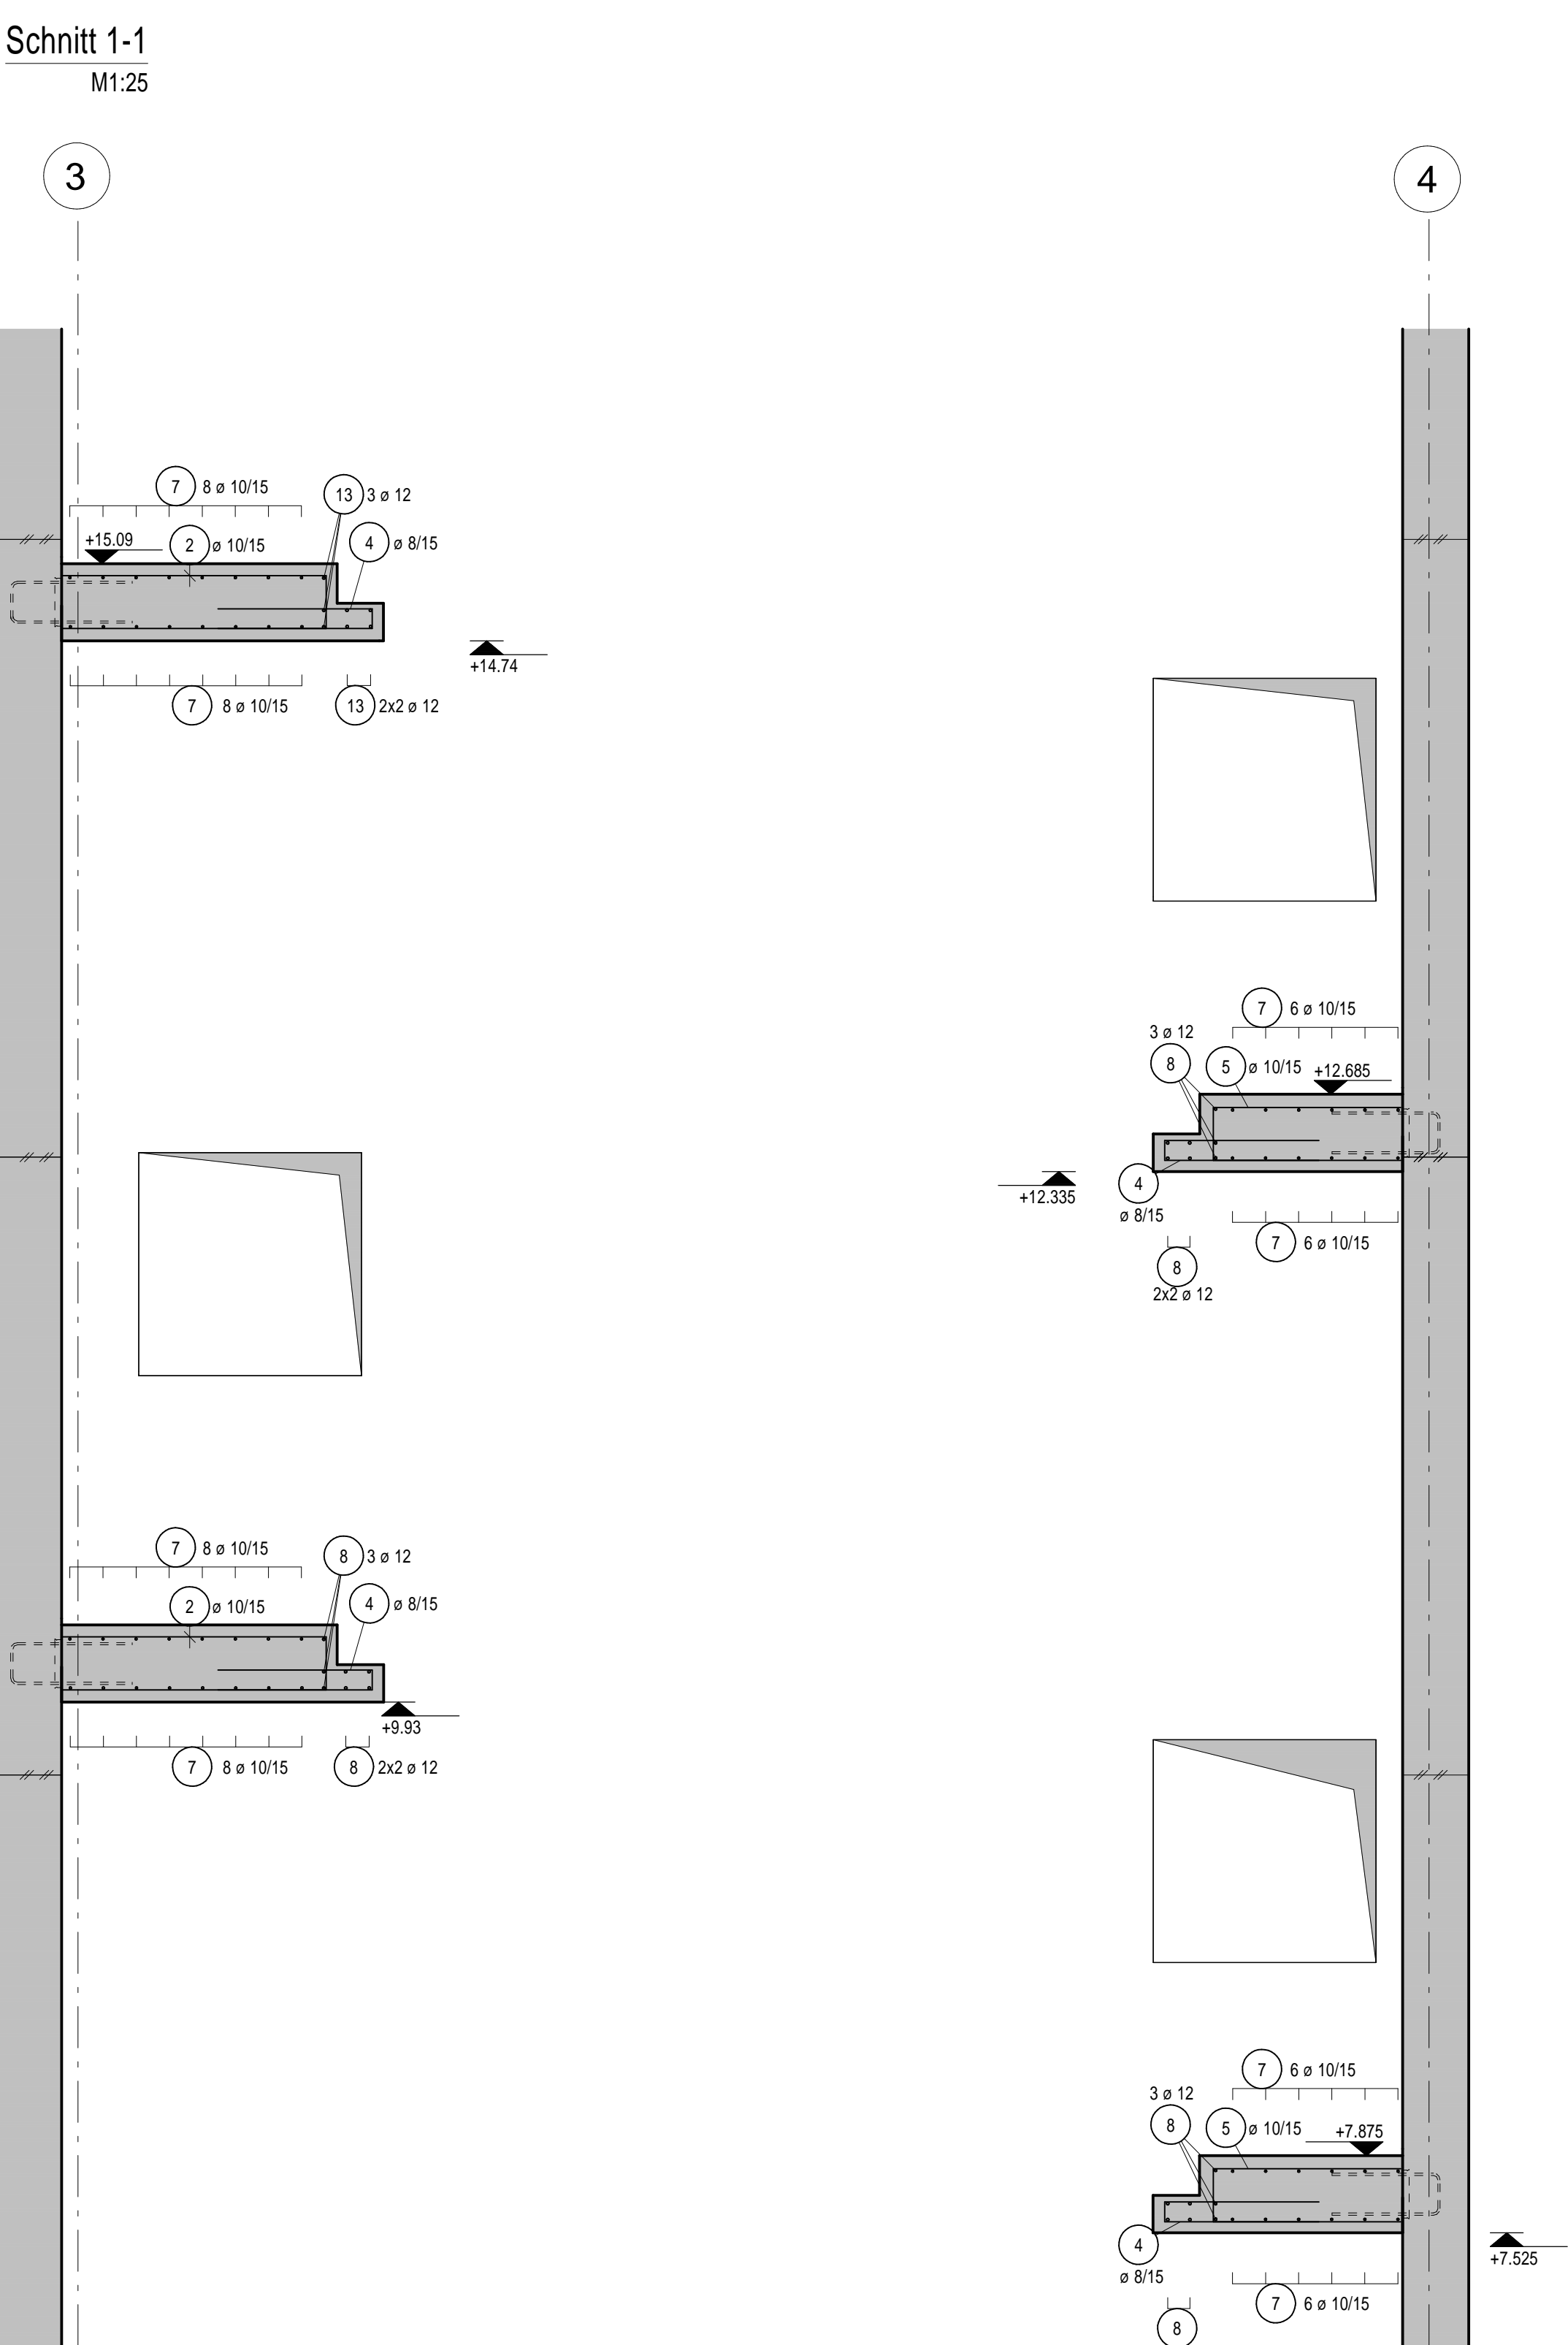 Schnitt 1-1
M1:25
3
4
7 8 ø 10/15
13 3 ø 12
+15.09
2 ø 10/15
4 ø 8/15
+14.74
7 8 ø 10/15
13 2x2 ø 12
7 6 ø 10/15
3 ø 12
8
5 ø 10/15
+12.685
4
ø 8/15
+12.335
7 6 ø 10/15
8
2x2 ø 12
7 8 ø 10/15
8 3 ø 12
2 ø 10/15
4 ø 8/15
+9.93
7 8 ø 10/15
8 2x2 ø 12
7 6 ø 10/15
3 ø 12
8
5 ø 10/15
+7.875
4
ø 8/15
+7.525
7 6 ø 10/15
8